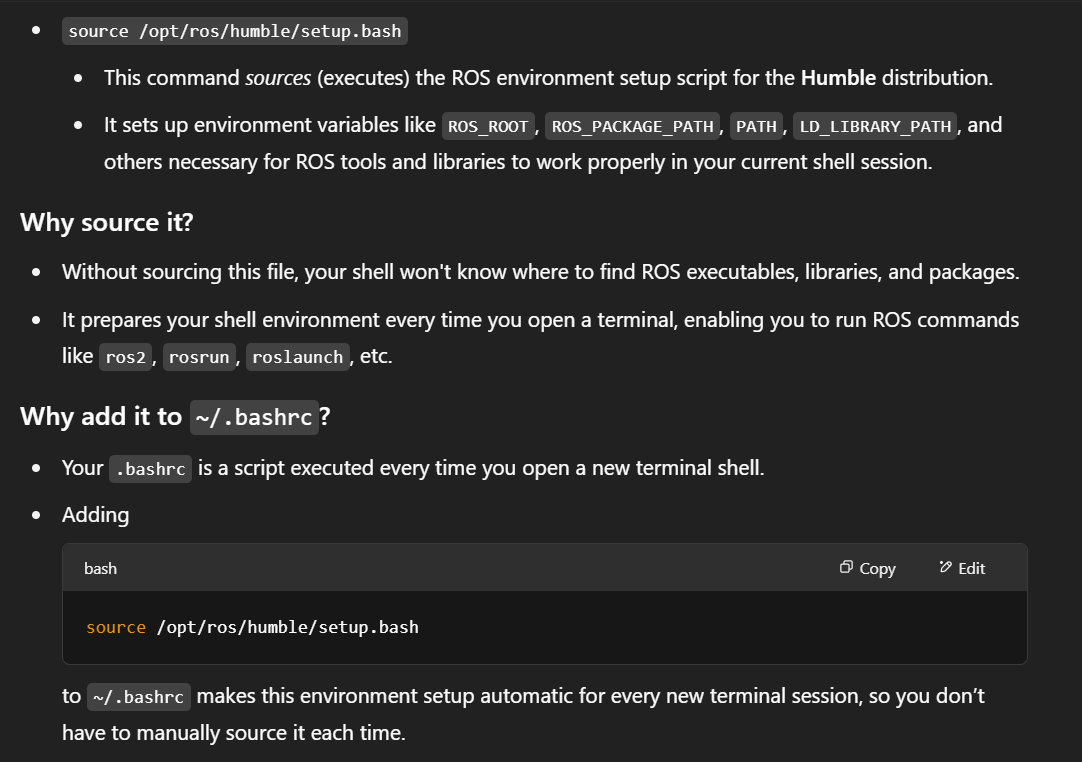 source /opt/ros/humble/setup.bash
This command sources (executes) the ROS environment setup script for the Humble distribution.
It sets up environment variables like ROS_ROOT, ROS_PACKAGE_PATH, PATH, LD_LIBRARY_PATH, and
others necessary for ROS tools and libraries to work properly in your current shell session.
Why source it?
Without sourcing this file, your shell won't know where to find ROS executables, libraries, and packages.
It prepares your shell environment every time you open a terminal, enabling you to run ROS commands
like ros2, rosrun, roslaunch, etc.
Why add it to ~/.bashrc?
Your .bashrc is a script executed every time you open a new terminal shell.
Adding
bash Copy Edit
source /opt/ros/humble/setup.bash
to ~/.bashrc makes this environment setup automatic for every new terminal session, so you don’t
have to manually source it each time.